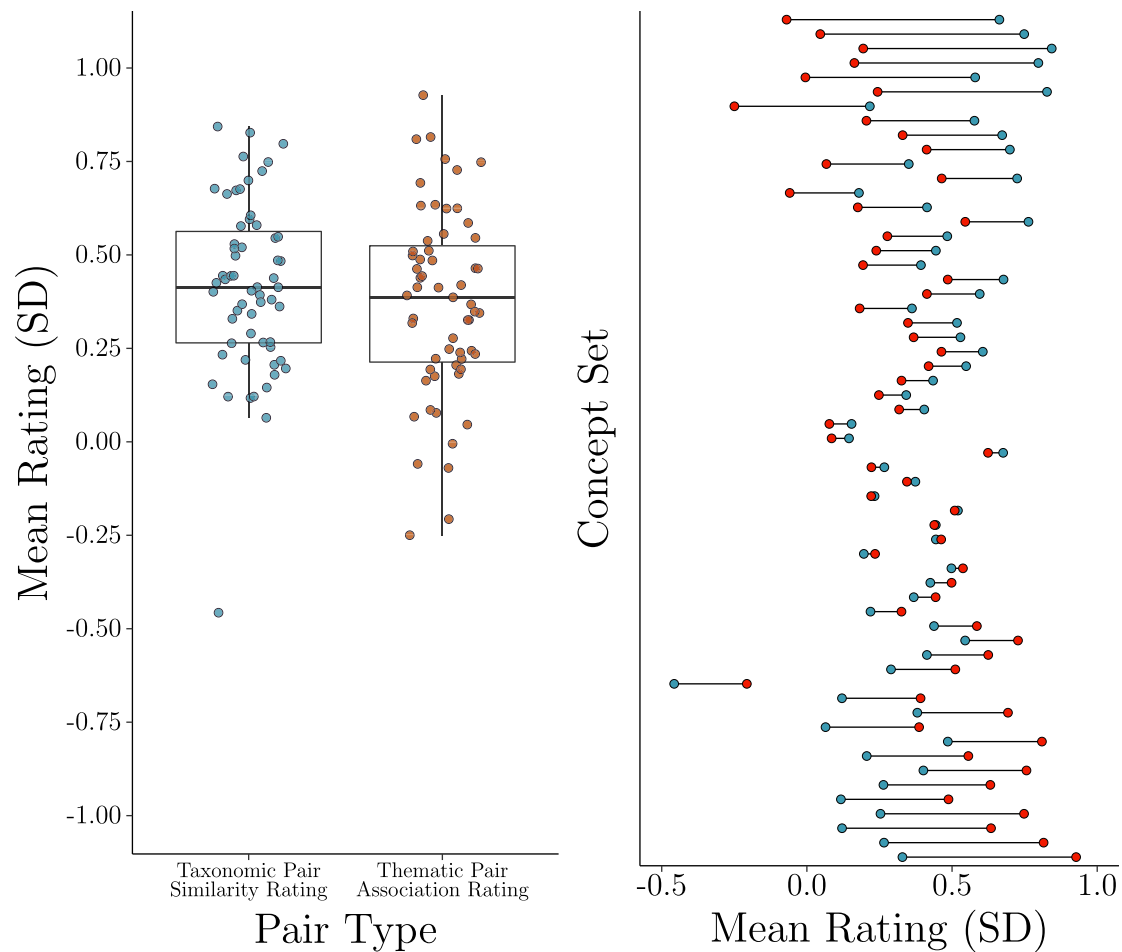 Mean Rating (SD)
1.00
0.75
0.50
0.25
0.00
-0.25
-0.50
-0.75
-1.00
Taxonomic Pair
Similarity Rating
Thematic Pair
Association Rating
Pair Type
Concept Set
-0.5
0.0
0.5
1.0
Mean Rating (SD)